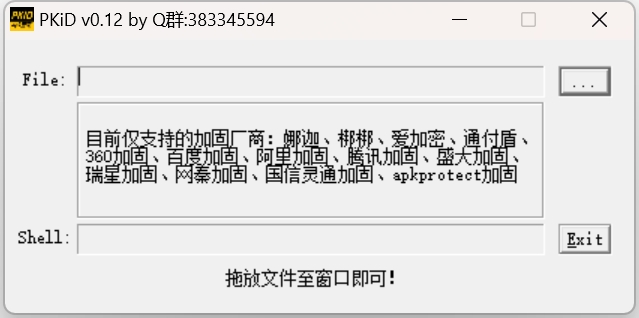 PKiD v0.12 by Q群:383345594
File:
...
目前仅支持的加固厂商：娜迦、梆梆、爱加密、通付盾、
360加固、百度加固、阿里加固、腾讯加固、盛大加固、
瑞星加固、网秦加固、国信灵通加固、apkprotect加固
Shell:
Exit
拖放文件至窗口即可！